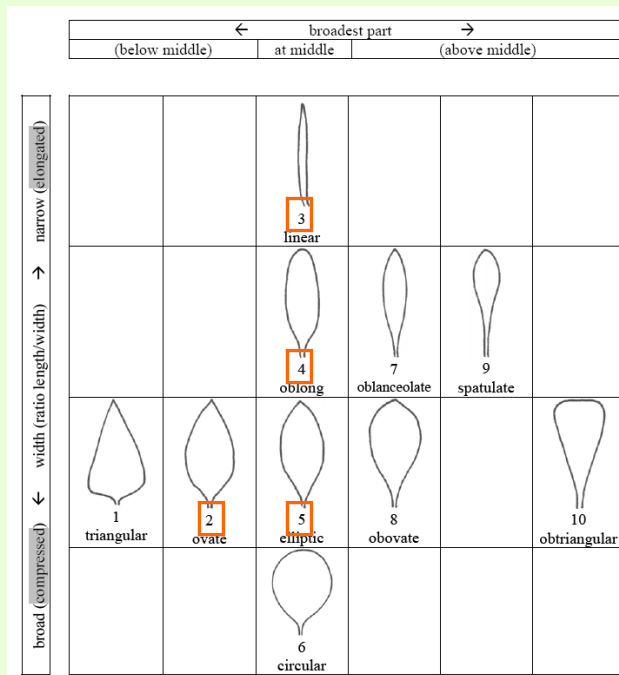 ← broadest part →
(below middle) at middle (above middle)
narrow (elongated)
↑
width (ratio length/width)
↓
broad (compressed)
3
linear
4 7 9
oblong oblanceolate spatulate
1 2 5 8 10
triangular ovate elliptic obovate obtriangular
6
circular